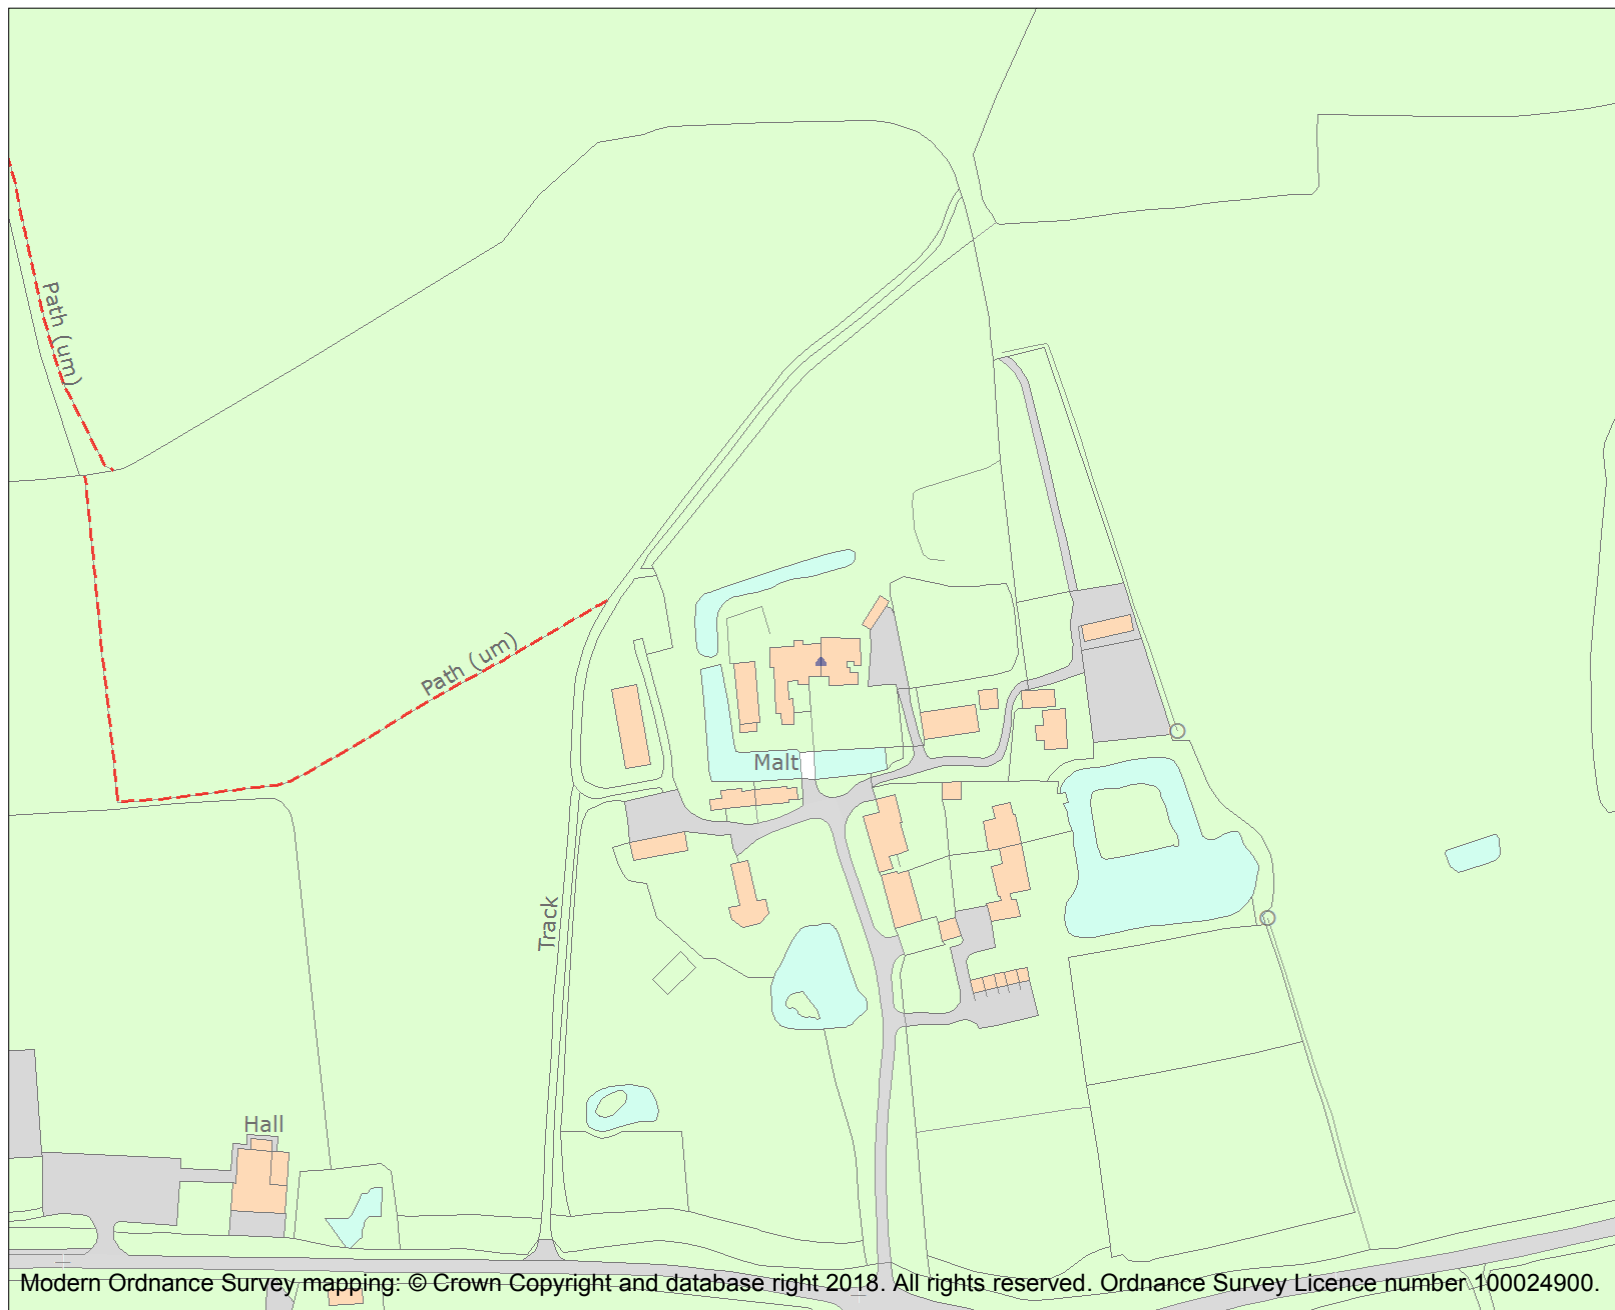 Path (um)
Path (um)
Malt
Track
Hall
Modern Ordnance Survey mapping: © Crown Copyright and database right 2018. All rights reserved. Ordnance Survey Licence number 100024900.